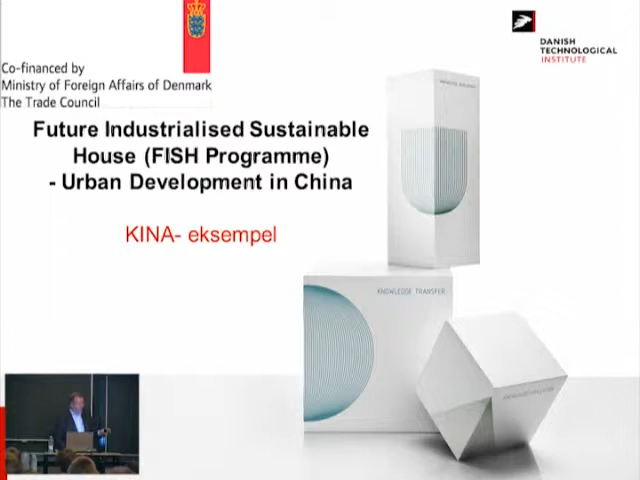 Co-financed by
Ministry of Foreign Affairs of Denmark
The Trade Council
DANISH
TECHNOLOGICAL
INSTITUTE
Future Industrialised Sustainable
House (FISH Programme)
- Urban Development in China
KINA- eksempel
KNOWLEDGE TRANSFER